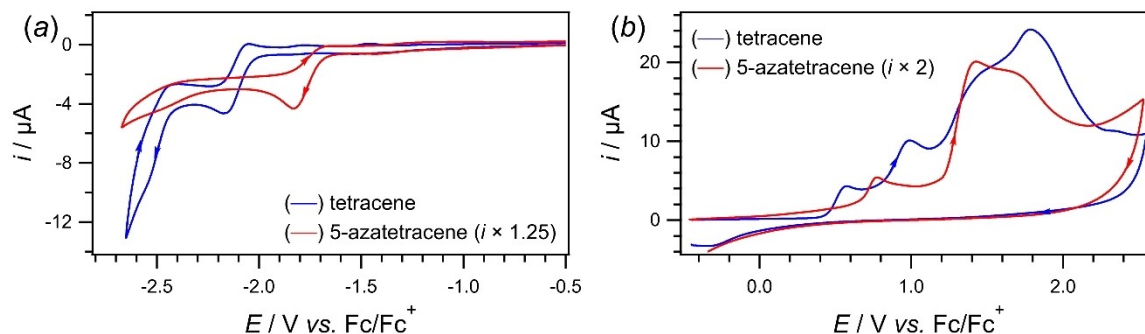 (a)
0
-4
-8
-12
i / µA
(—) tetracene
(—) 5-azatetracene (i × 1.25)
-2.5
-2.0
-1.5
-1.0
-0.5
E / V vs. Fc/Fc⁺
(b)
20
10
0
i / µA
(—) tetracene
(—) 5-azatetracene (i × 2)
0.0
1.0
2.0
E / V vs. Fc/Fc⁺